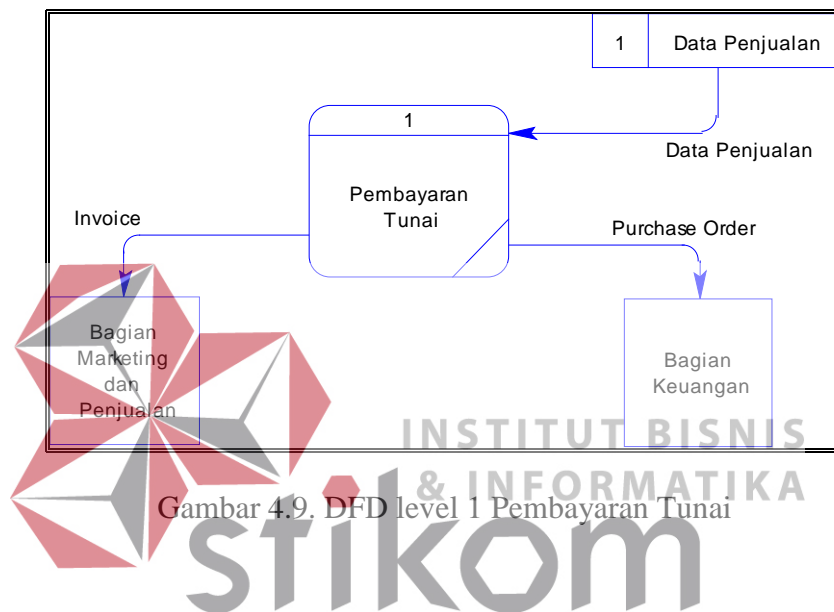 1 Data Penjualan
1
Data Penjualan
Pembayaran
Tunai
Invoice
Purchase Order
Bagian
Marketing
dan
Penjualan
Bagian
Keuangan
INSTITUT BISNIS
& INFORMATIKA
Gambar 4.9. DFD level 1 Pembayaran Tunai
stikom